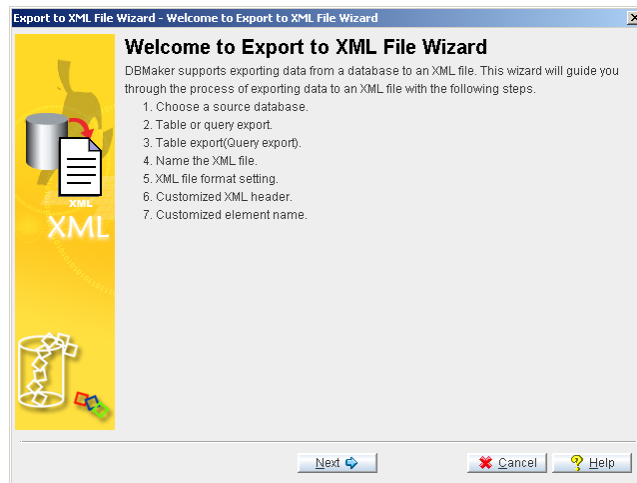 Export to XML File Wizard - Welcome to Export to XML File Wizard
Welcome to Export to XML File Wizard
DBMaker supports exporting data from a database to an XML file. This wizard will guide you
through the process of exporting data to an XML file with the following steps.
1. Choose a source database.
2. Table or query export.
3. Table export(Query export).
4. Name the XML file.
5. XML file format setting.
6. Customized XML header.
7. Customized element name.
XML
XML
Next
Cancel
Help